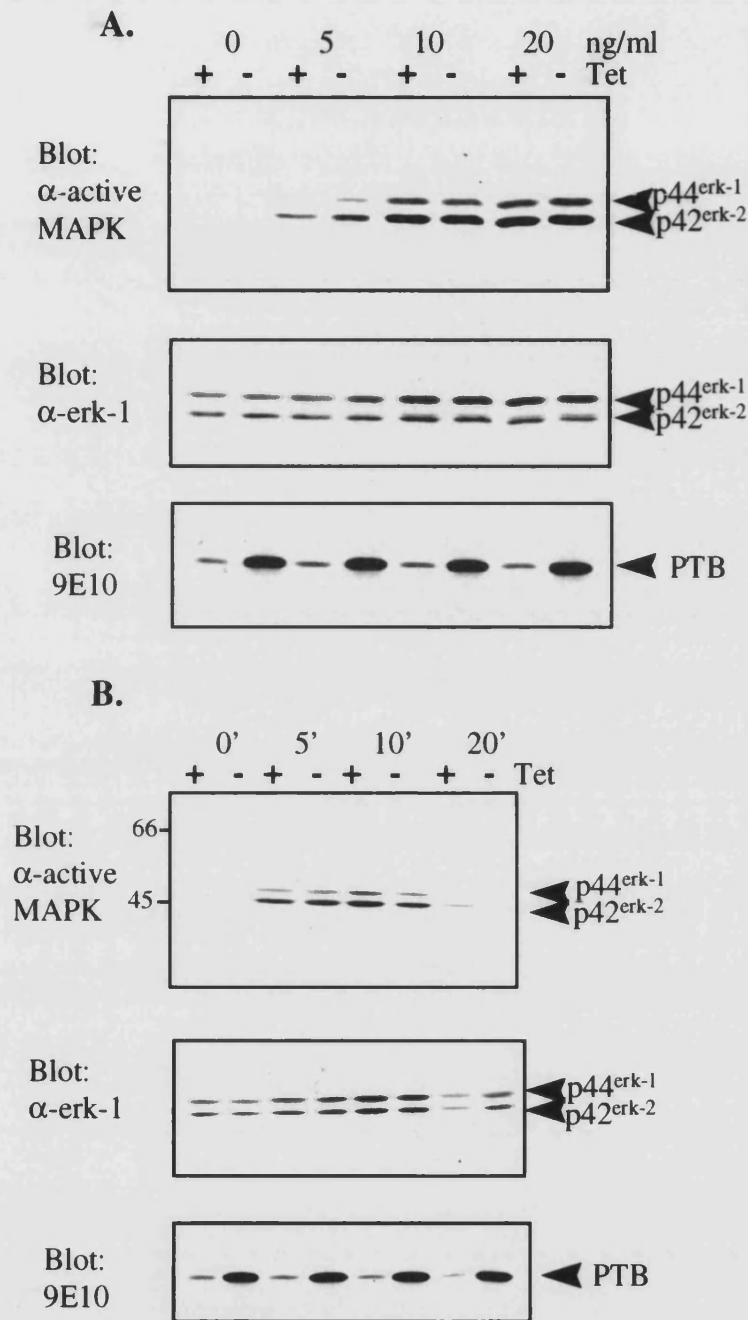 A.
0 5 10 20 ng/ml
+ - + - + - + - Tet
Blot:
α-active
MAPK
p44erk-1
p42erk-2
Blot:
α-erk-1
p44erk-1
p42erk-2
Blot:
9E10
PTB
B.
0' 5' 10' 20'
+ - + - + - + - Tet
Blot:
α-active
MAPK
66
45
p44erk-1
p42erk-2
Blot:
α-erk-1
p44erk-1
p42erk-2
Blot:
9E10
PTB